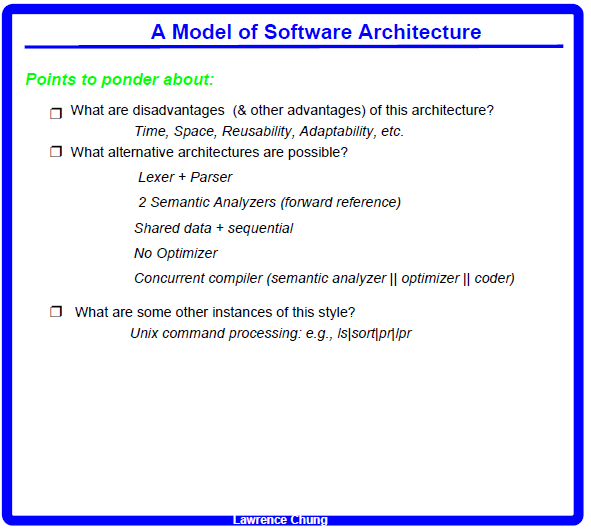 A Model of Software Architecture
Points to ponder about:
❒ What are disadvantages (& other advantages) of this architecture?
Time, Space, Reusability, Adaptability, etc.
❒ What alternative architectures are possible?
Lexer + Parser
2 Semantic Analyzers (forward reference)
Shared data + sequential
No Optimizer
Concurrent compiler (semantic analyzer || optimizer || coder)
❒ What are some other instances of this style?
Unix command processing: e.g., ls|sort|pr|lpr
Lawrence Chung